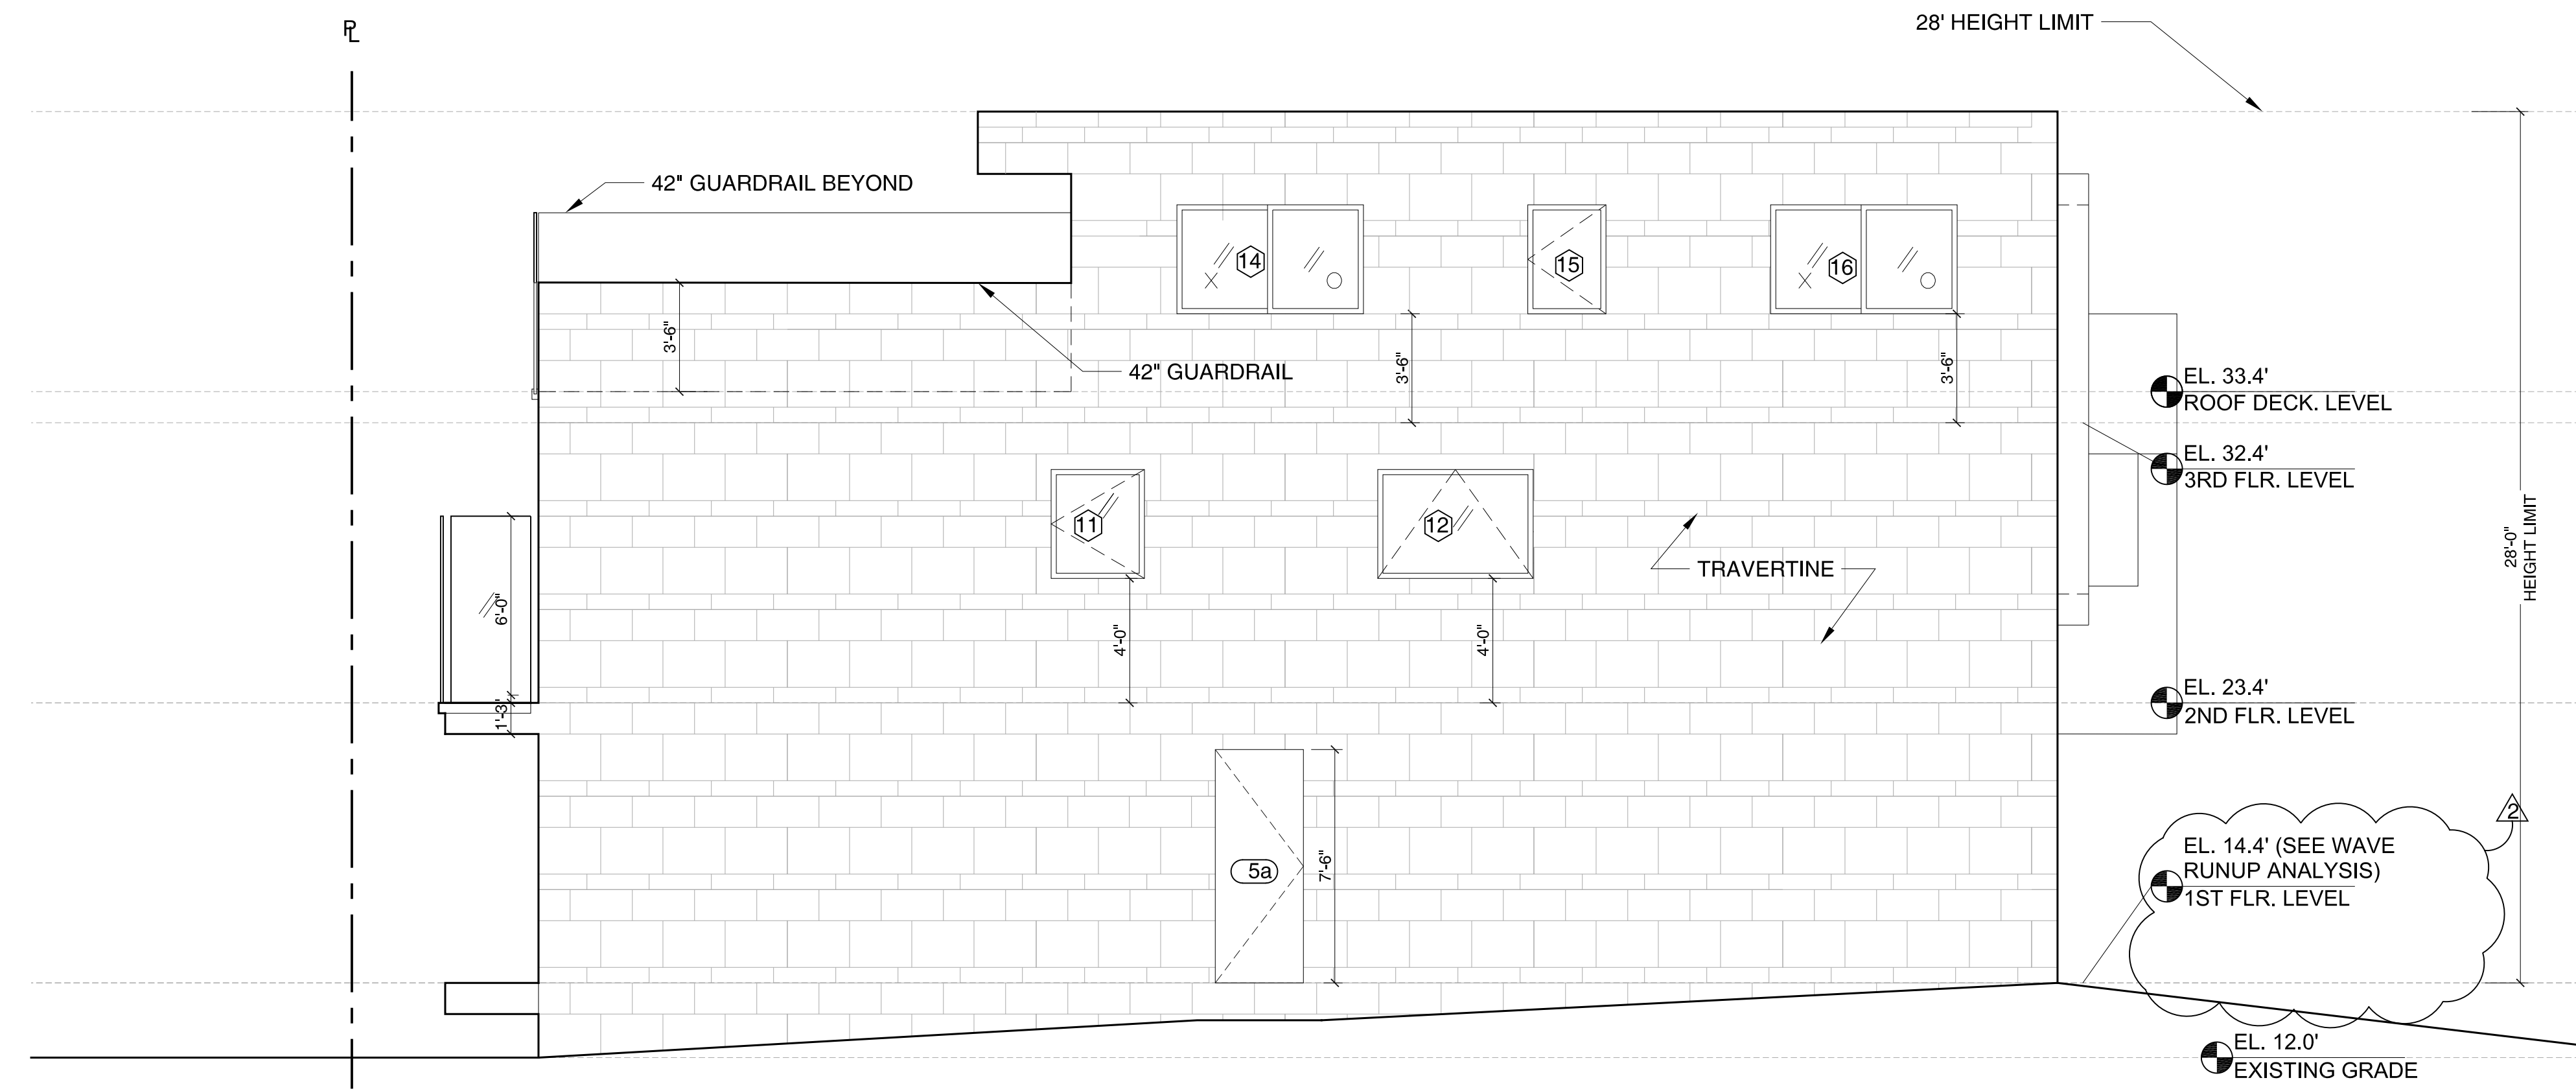 PL
28' HEIGHT LIMIT
42" GUARDRAIL BEYOND
14
15
16
3'-6"
3'-6"
3'-6"
42" GUARDRAIL
EL. 33.4'
ROOF DECK. LEVEL
EL. 32.4'
3RD FLR. LEVEL
11
12
TRAVERTINE
28'-0"
HEIGHT LIMIT
6'-0"
4'-0"
4'-0"
1'-3"
EL. 23.4'
2ND FLR. LEVEL
2
5a
7'-6"
EL. 14.4' (SEE WAVE
RUNUP ANALYSIS)
1ST FLR. LEVEL
EL. 12.0'
EXISTING GRADE